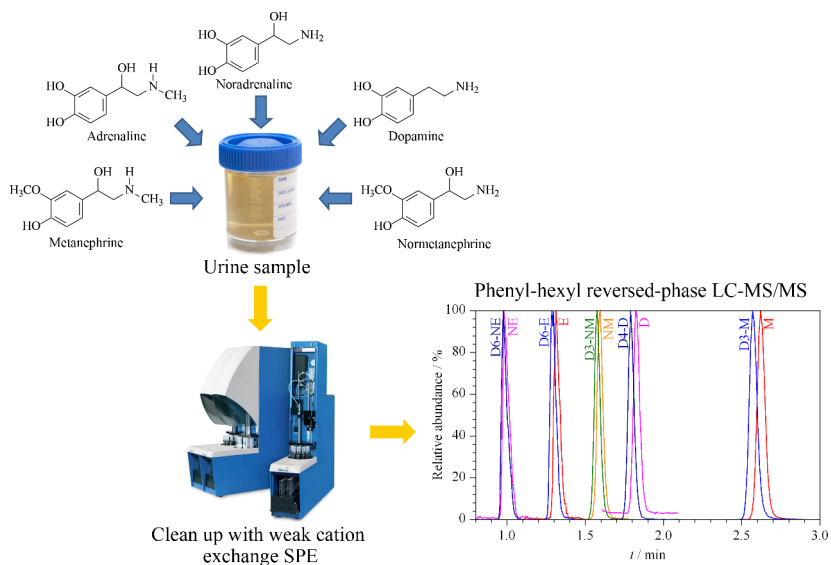 OH
HO
NH2
HO
Noradrenaline
OH
H
N
CH3
HO
HO
Adrenaline
HO
NH2
HO
Dopamine
OH
H
N
CH3
H3CO
HO
Metanephrine
OH
H3CO
NH2
HO
Normetanephrine
Urine sample
Phenyl-hexyl reversed-phase LC-MS/MS
Relative abundance / %
100
80
60
40
20
0
D6-NE
NE
D6-E
E
D3-NM
NM
D4-D
D
D3-M
M
1.0
1.5
2.0
2.5
3.0
t / min
Clean up with weak cation
exchange SPE